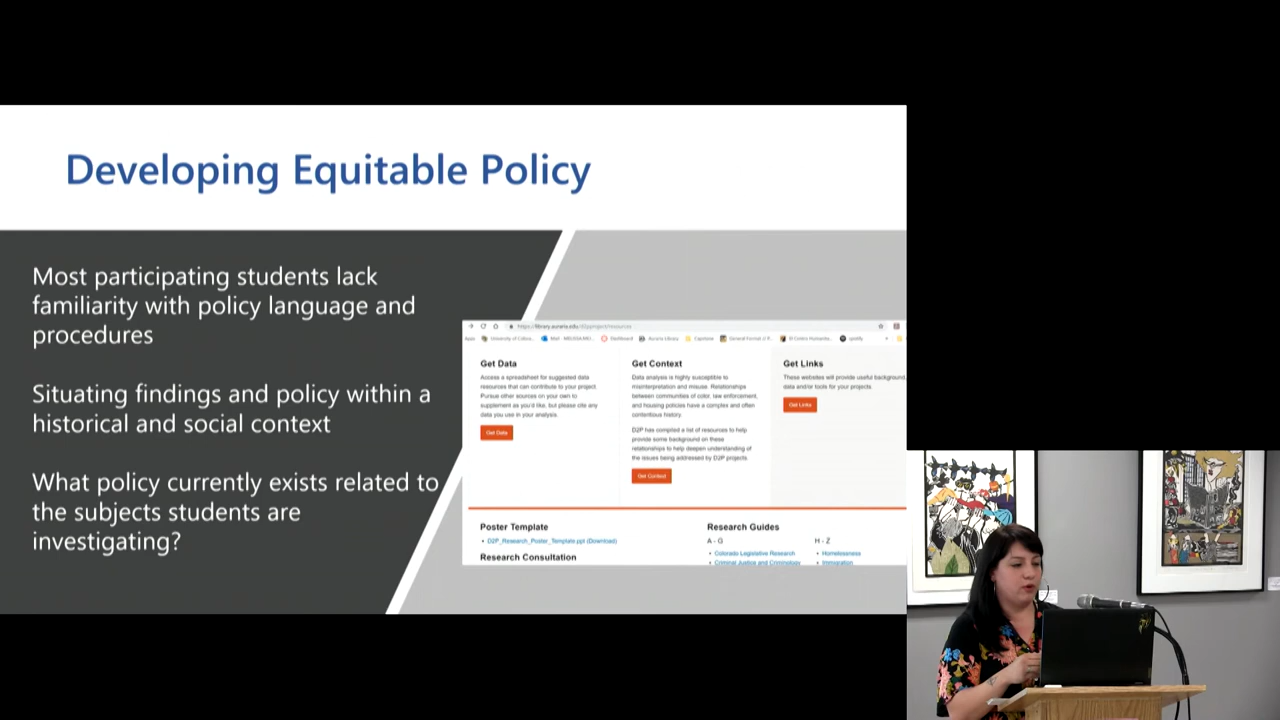 Developing Equitable Policy
Most participating students lack
familiarity with policy language and
procedures
Situating findings and policy within a
historical and social context
What policy currently exists related to
the subjects students are
investigating?
Apps
Dashboard
Auraria Library
Capstone
spotify
Get Data
Access a spreadsheet for suggested data
resources that can contribute to your project.
Pursue other sources on your own to
supplement as you'd like, but please cite any
data you use in your analysis.
Get Data
Get Context
Data analysis is highly susceptible to
misinterpretation and misuse. Relationships
between communities of color, law enforcement,
and housing policies have a complex and often
contentious history.
D2P has compiled a list of resources to help
provide some background on these
relationships to help deepen understanding of
the issues being addressed by D2P projects.
Get Context
Get Links
These websites will provide useful background,
data and/or tools for your projects.
Get Links
Poster Template
D2P_Research_Poster_Template.ppt (Download)
Research Consultation
Research Guides
A - G
Colorado Legislative Research
Criminal Justice and Criminology
H - Z
Homelessness
Immigration